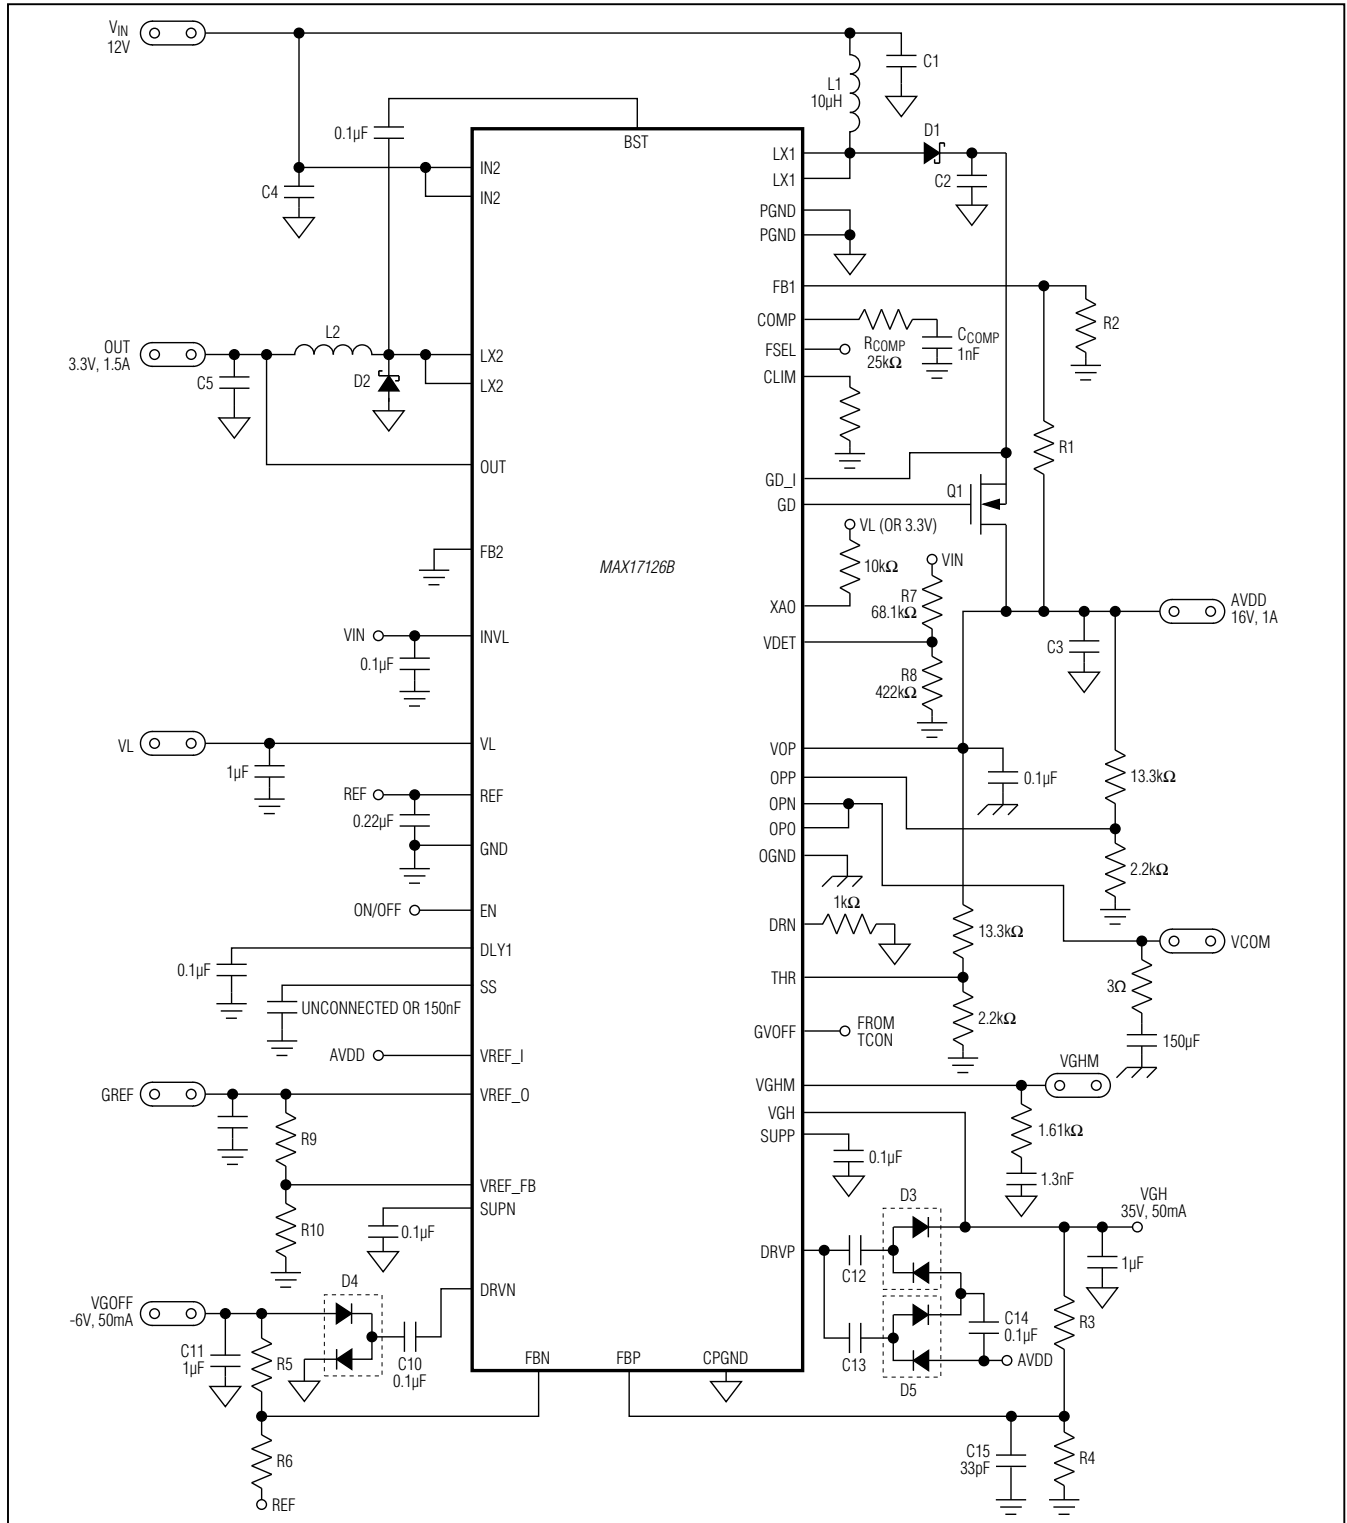 VIN
12V
C1
L1
10µH
0.1µF
BST
D1
LX1
LX1
C2
IN2
IN2
C4
PGND
PGND
FB1
COMP
RCOMP
25kΩ
CCOMP
1nF
R2
FSEL
CLIM
OUT
3.3V, 1.5A
L2
C5
D2
LX2
LX2
R1
OUT
GD_I
GD
Q1
VL (OR 3.3V)
10kΩ
VIN
FB2
MAX17126B
XAO
R7
68.1kΩ
AVDD
16V, 1A
VIN
INVL
0.1µF
VDET
R8
422kΩ
C3
VL
VL
1µF
VOP
0.1µF
13.3kΩ
OPP
OPN
OPO
REF
REF
0.22µF
GND
OGND
2.2kΩ
1kΩ
ON/OFF
EN
DRN
13.3kΩ
VCOM
DLY1
0.1µF
THR
3Ω
SS
UNCONNECTED OR 150nF
2.2kΩ
GVOFF
FROM
TCON
150µF
AVDD
VREF_I
VGHM
VGHM
GREF
VREF_O
VGH
R9
SUPP
0.1µF
1.61kΩ
1.3nF
VREF_FB
SUPN
R10
0.1µF
D3
VGH
35V, 50mA
DRVP
C12
1µF
D4
DRVN
VGOFF
-6V, 50mA
C11
1µF
R5
C10
0.1µF
C13
C14
0.1µF
R3
AVDD
D5
FBN
FBP
CPGND
R6
REF
C15
33pF
R4